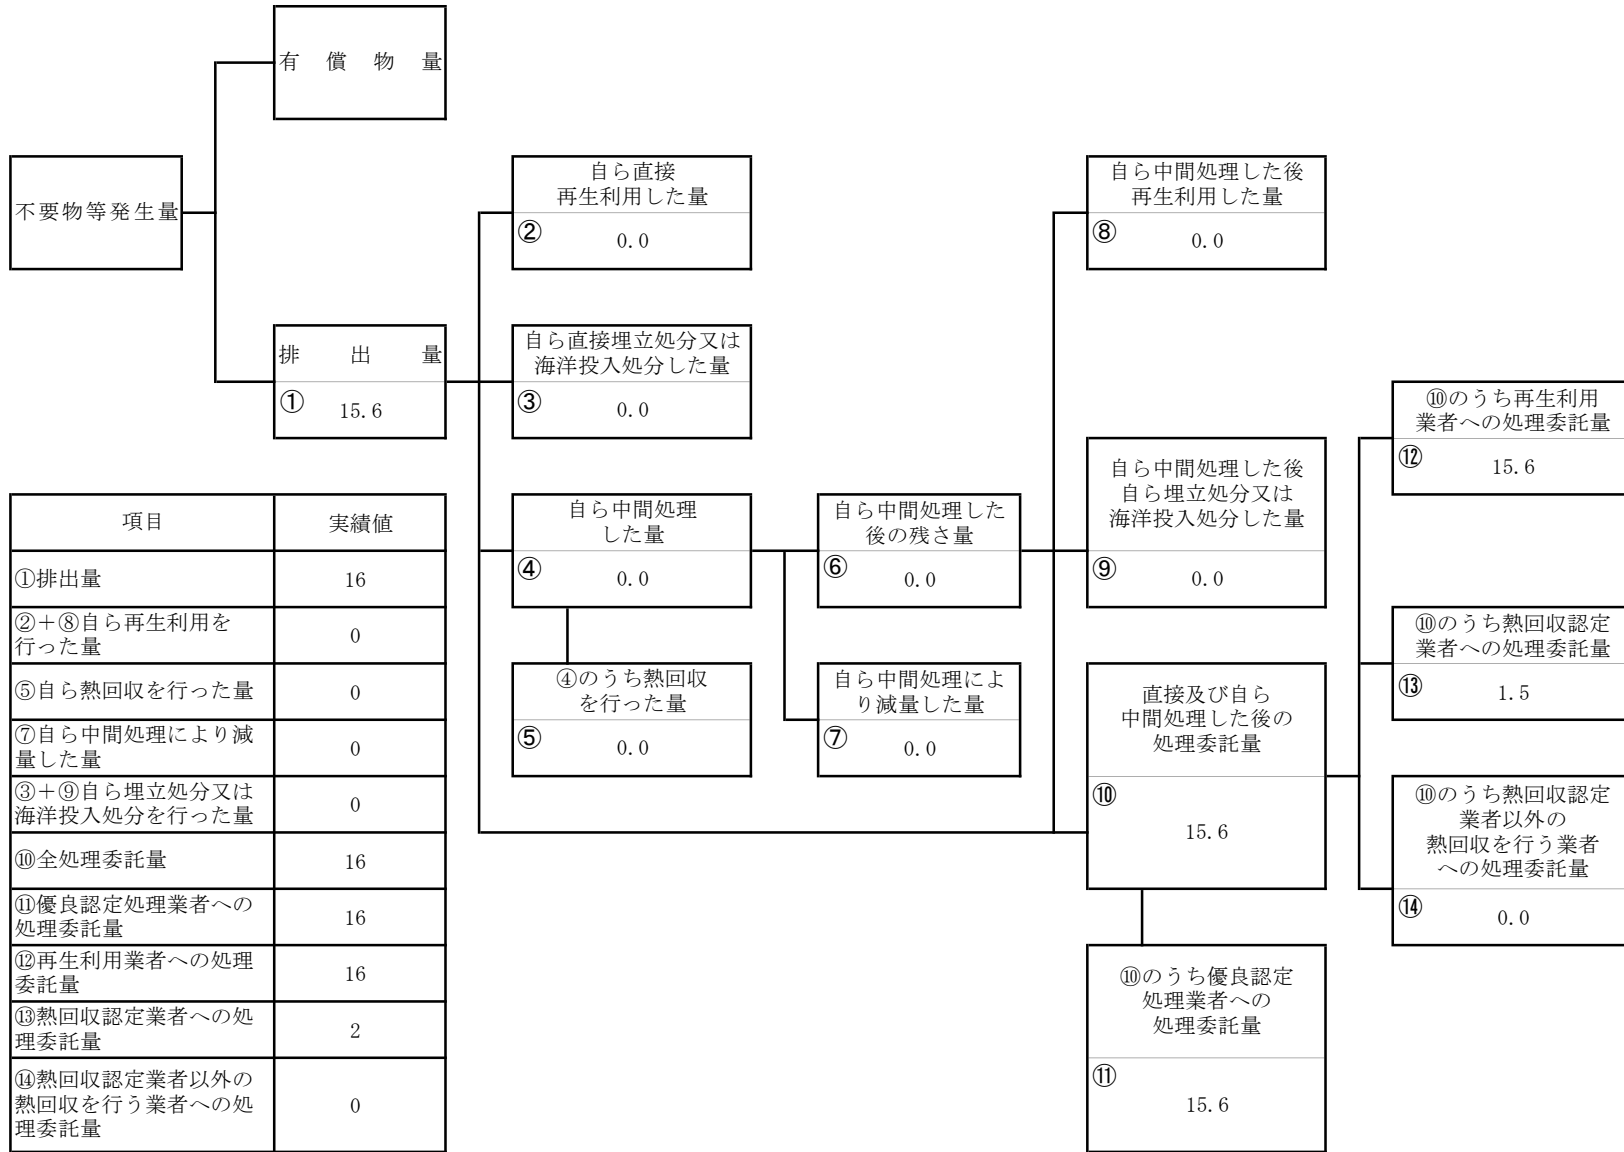 有償物量
不要物等発生量
排出量
① 15.6
自ら直接
再生利用した量
② 0.0
自ら直接埋立処分又は
海洋投入処分した量
③ 0.0
自ら中間処理
した量
④ 0.0
④のうち熱回収
を行った量
⑤ 0.0
自ら中間処理した
後の残さ量
⑥ 0.0
自ら中間処理によ
り減量した量
⑦ 0.0
自ら中間処理した後
再生利用した量
⑧ 0.0
自ら中間処理した後
自ら埋立処分又は
海洋投入処分した量
⑨ 0.0
直接及び自ら
中間処理した後の
処理委託量
⑩
15.6
⑩のうち優良認定
処理業者への
処理委託量
⑪
15.6
⑩のうち再生利用
業者への処理委託量
⑫ 15.6
⑩のうち熱回収認定
業者への処理委託量
⑬ 1.5
⑩のうち熱回収認定
業者以外の
熱回収を行う業者
への処理委託量
⑭ 0.0
項目 実績値
①排出量 16
②+⑧自ら再生利用を
行った量 0
⑤自ら熱回収を行った量 0
⑦自ら中間処理により減
量した量 0
③+⑨自ら埋立処分又は
海洋投入処分を行った量 0
⑩全処理委託量 16
⑪優良認定処理業者への
処理委託量 16
⑫再生利用業者への処理
委託量 16
⑬熱回収認定業者への処
理委託量 2
⑭熱回収認定業者以外の
熱回収を行う業者への処
理委託量 0